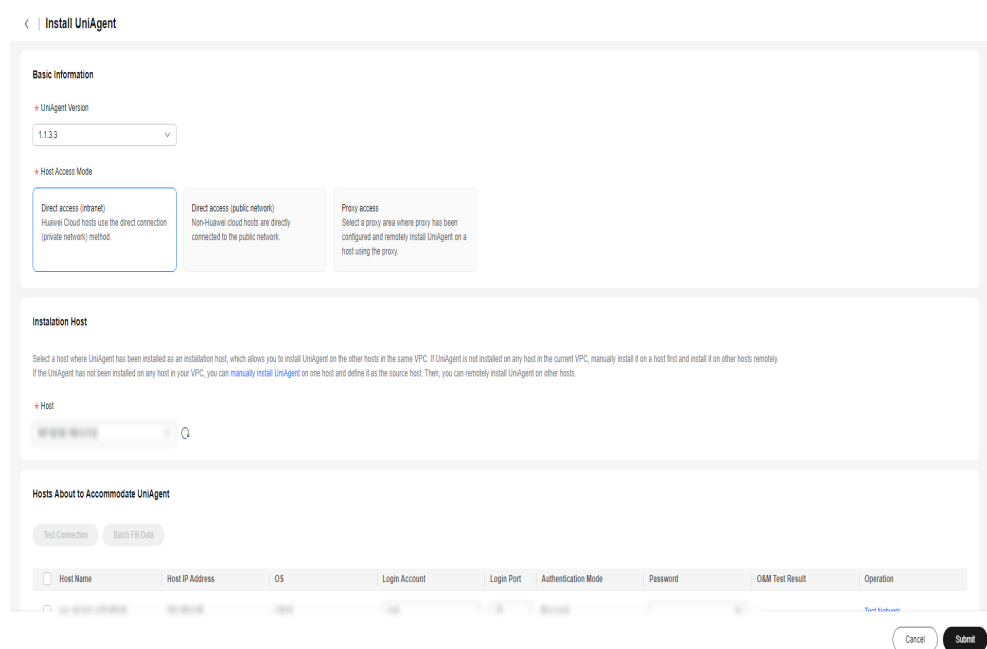 Install UniAgent
Basic Information
* UniAgent Version
1.1.3.3
* Host Access Mode
Direct access (intranet)
Huawei Cloud hosts use the direct connection
(private network) method.
Direct access (public network)
Non-Huawei cloud hosts are directly
connected to the public network.
Proxy access
Select a proxy area where proxy has been
configured and remotely install UniAgent on a
host using the proxy.
Instalation Host
Select a host where UniAgent has been installed as an installation host, which allows you to install UniAgent on the other hosts in the same VPC. If UniAgent is not installed on any host in the current VPC, manually install it on a host first and install it on other hosts remotely.
If the UniAgent has not been installed on any host in your VPC, you can manually install UniAgent on one host and define it as the source host. Then, you can remotely install UniAgent on other hosts.
* Host
Hosts About to Accommodate UniAgent
Test Connection Batch Fill Data
Host Name Host IP Address OS Login Account Login Port Authentication Mode Password O&M Test Result Operation
Test Network
Cancel Submit